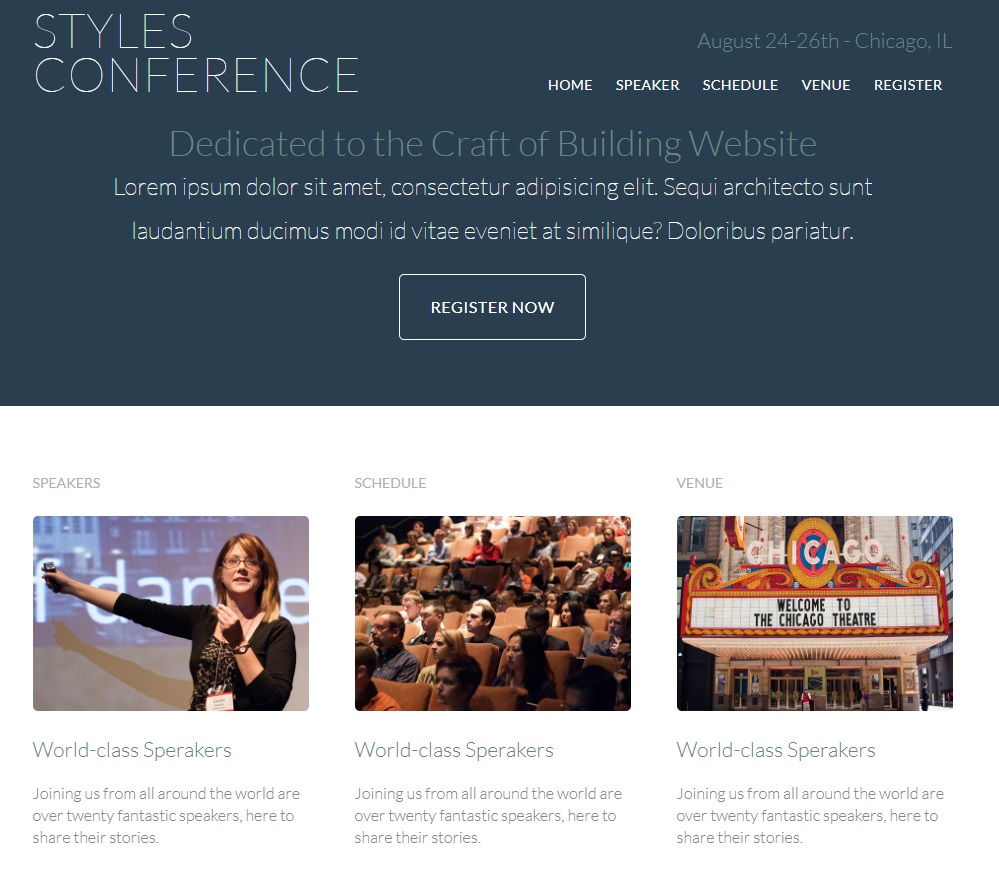 STYLES
CONFERENCE
August 24-26th - Chicago, IL
HOME SPEAKER SCHEDULE VENUE REGISTER
Dedicated to the Craft of Building Website
Lorem ipsum dolor sit amet, consectetur adipisicing elit. Sequi architecto sunt
laudantium ducimus modi id vitae eveniet at similique? Doloribus pariatur.
REGISTER NOW
SPEAKERS
SCHEDULE
VENUE
CHICAGO
WELCOME TO
THE CHICAGO THEATRE
World-class Sperakers
World-class Sperakers
World-class Sperakers
Joining us from all around the world are
over twenty fantastic speakers, here to
share their stories.
Joining us from all around the world are
over twenty fantastic speakers, here to
share their stories.
Joining us from all around the world are
over twenty fantastic speakers, here to
share their stories.